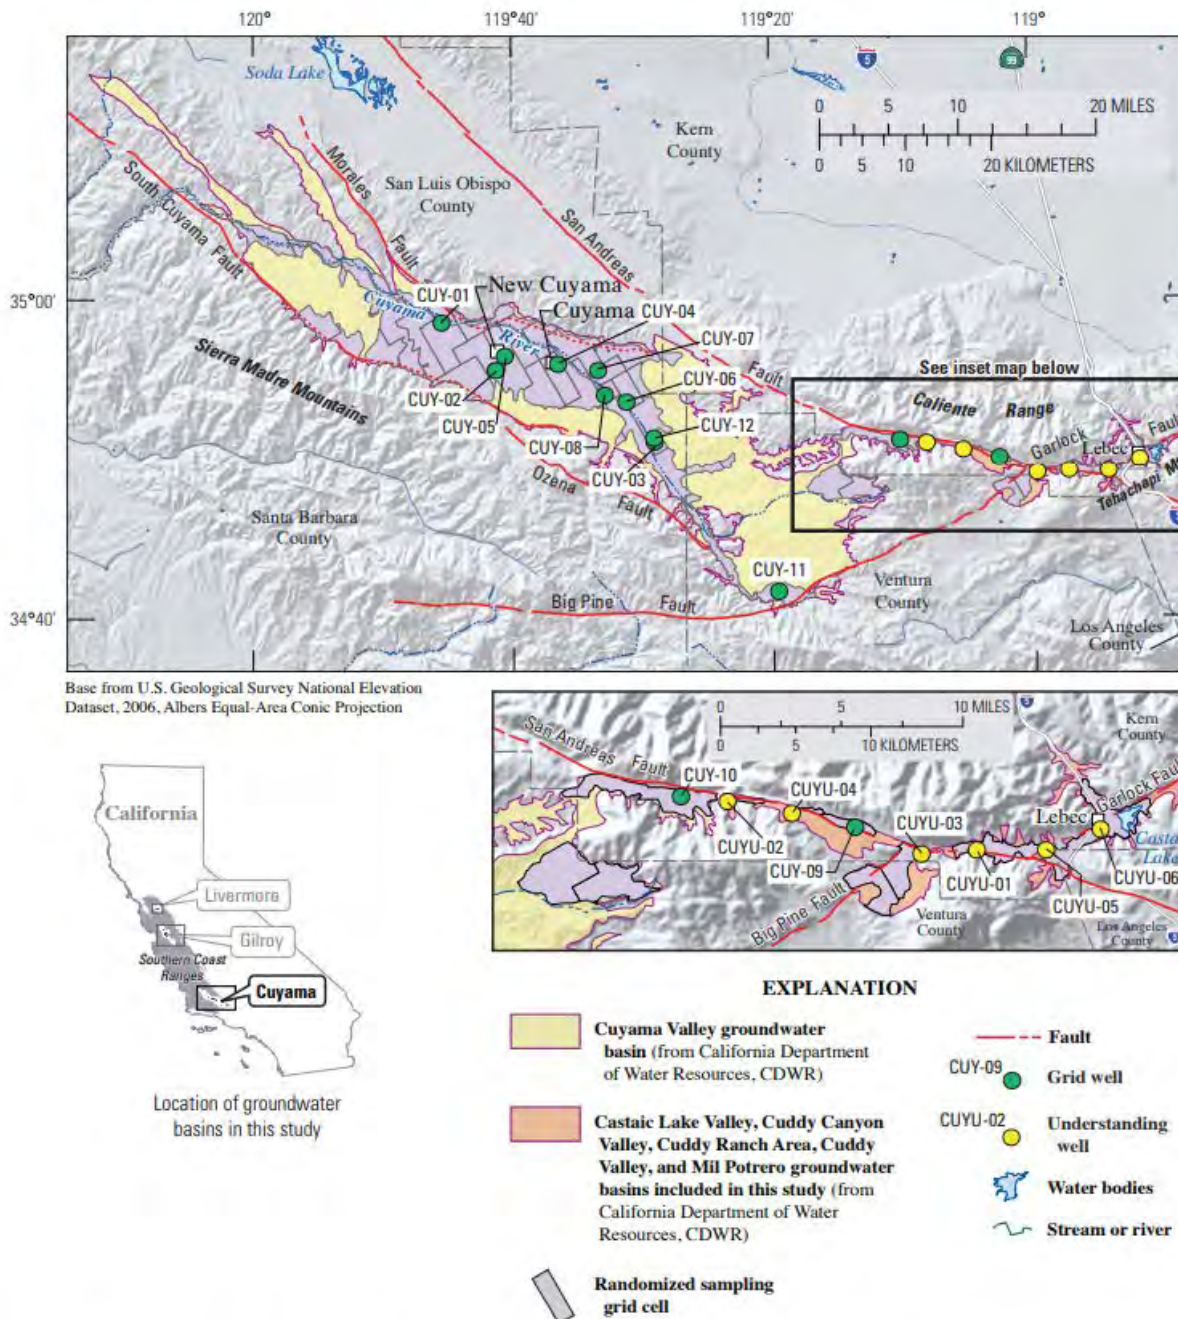 120°
119°40'
119°20'
119°
Soda Lake
5
99
0 5 10 20 MILES
0 5 10 20 KILOMETERS
Kern
County
Morales
Fault
San Luis Obispo
County
South Cuyama Fault
San Andreas
Fault
35°00'
34°40'
Cuyama
River
CUY-01
New Cuyama
Cuyama
CUY-04
CUY-07
CUY-06
CUY-02
CUY-05
CUY-08
CUY-12
CUY-03
CUY-11
Sierra Madre Mountains
Ozena
Fault
Santa Barbara
County
Big Pine
Fault
Ventura
County
Los Angeles
County
See inset map below
Caliente Range
Garlock
Fault
Lebec
Tehachapi M
Base from U.S. Geological Survey National Elevation
Dataset, 2006, Albers Equal-Area Conic Projection
0 5 10 MILES
0 5 10 KILOMETERS
5
Kern
County
San Andreas
Fault
CUY-10
CUYU-04
CUYU-03
Garlock Fault
Lebec
CUYU-02
CUY-09
CUYU-01
CUYU-05
CUYU-06
Casta
Lake
Big Pine Fault
Ventura
County
Los Angeles
County
5
California
Livermore
Gilroy
Southern Coast
Ranges
Cuyama
Location of groundwater
basins in this study
EXPLANATION
Cuyama Valley groundwater
basin (from California Department
of Water Resources, CDWR)
Castaic Lake Valley, Cuddy Canyon
Valley, Cuddy Ranch Area, Cuddy
Valley, and Mil Potrero groundwater
basins included in this study (from
California Department of Water
Resources, CDWR)
Randomized sampling
grid cell
Fault
CUY-09
Grid well
CUYU-02
Understanding
well
Water bodies
Stream or river